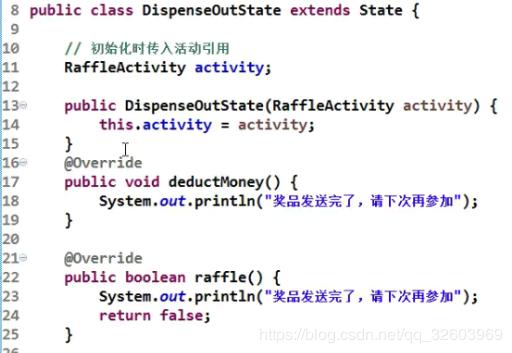 8 public class DispenseOutState extends State {
9
10 // 初始化时传入活动引用
11 RaffleActivity activity;
12
13 public DispenseOutState(RaffleActivity activity) {
14 this.activity = activity;
15 }
16 @Override
17 public void deductMoney() {
18 System.out.println("奖品发送完了，请下次再参加");
19 }
20
21 @Override
22 public boolean raffle() {
23 System.out.println("奖品发送完了，请下次再参加");
24 return false;
25 }
https://blog.csdn.net/qq_32603969